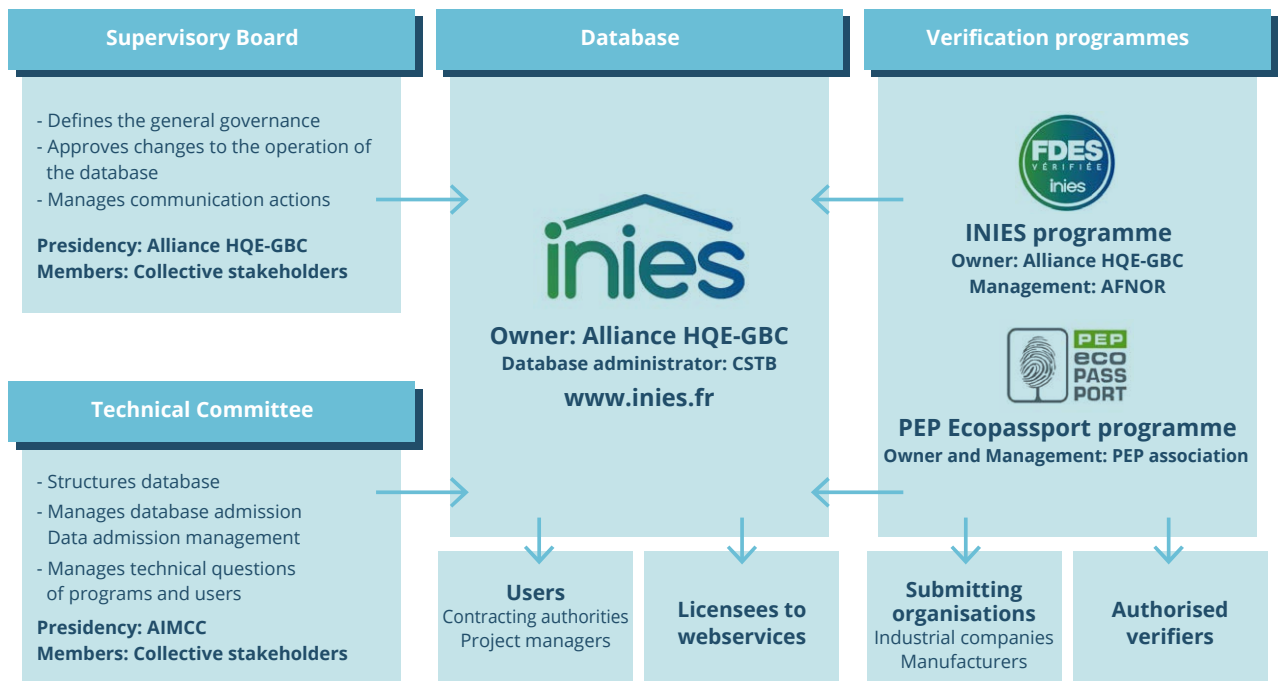 Supervisory Board
- Defines the general governance
- Approves changes to the operation of
the database
- Manages communication actions
Presidency: Alliance HQE-GBC
Members: Collective stakeholders
Technical Committee
- Structures database
- Manages database admission
Data admission management
- Manages technical questions
of programs and users
Presidency: AIMCC
Members: Collective stakeholders
Database
inies
Owner: Alliance HQE-GBC
Database administrator: CSTB
www.inies.fr
Users
Contracting authorities
Project managers
Licensees to
webservices
Verification programmes
FDES
VÉRIFIÉE
inies
INIES programme
Owner: Alliance HQE-GBC
Management: AFNOR
PEP
eco
PASS
PORT
PEP Ecopassport programme
Owner and Management: PEP association
Submitting
organisations
Industrial companies
Manufacturers
Authorised
verifiers